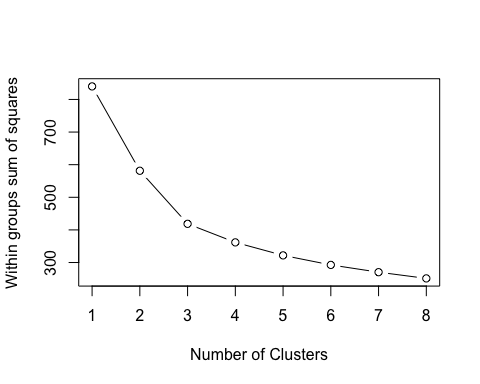 Within groups sum of squares
700
500
300
1 2 3 4 5 6 7 8
Number of Clusters